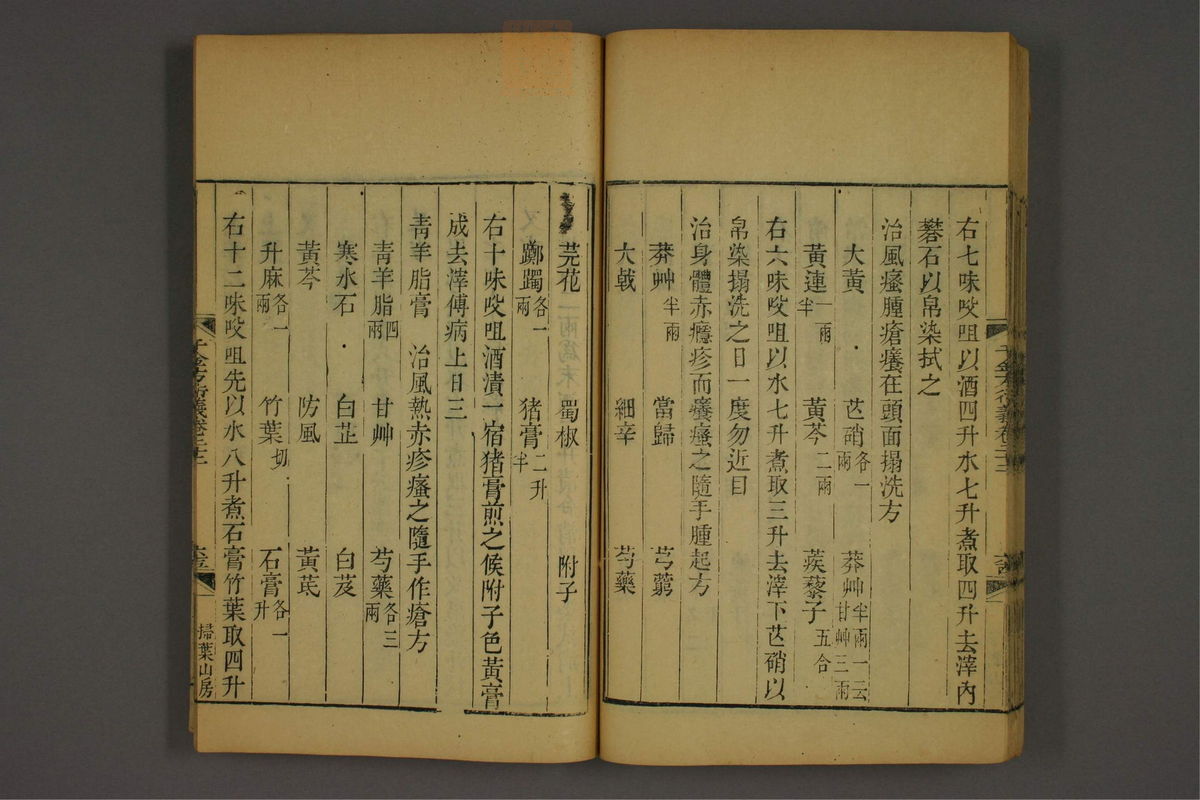 右七味㕮咀以酒四升水七升煮取四升去滓內
礬石以帛染拭之
治風瘙腫瘡癢在頭面搨洗方
大黃 芒硝各一兩 莽艸半兩一云甘艸三兩
黃連一兩半 黃芩二兩 蒺藜子五合
右六味㕮咀以水七升煮取三升去滓下芒硝以
帛染搨洗之日一度勿近目
治身體赤癮疹而癢瘙之隨手腫起方
莽艸半兩 當歸 芎藭
大戟 細辛 芍藥
芫花 蜀椒 附子
躑躅各一兩 猪膏二升半
右十味㕮咀酒漬一宿猪膏煎之候附子色黃膏
成去滓傅病上日三
青羊脂膏 治風熱赤疹瘙之隨手作瘡方
青羊脂四兩 甘艸 芍藥各三兩
寒水石 白芷 白芨
黃芩 防風 黃芪
升麻各一兩 竹葉切 石膏各一升
右十二味㕮咀先以水八升煮石膏竹葉取四升
掃葉山房